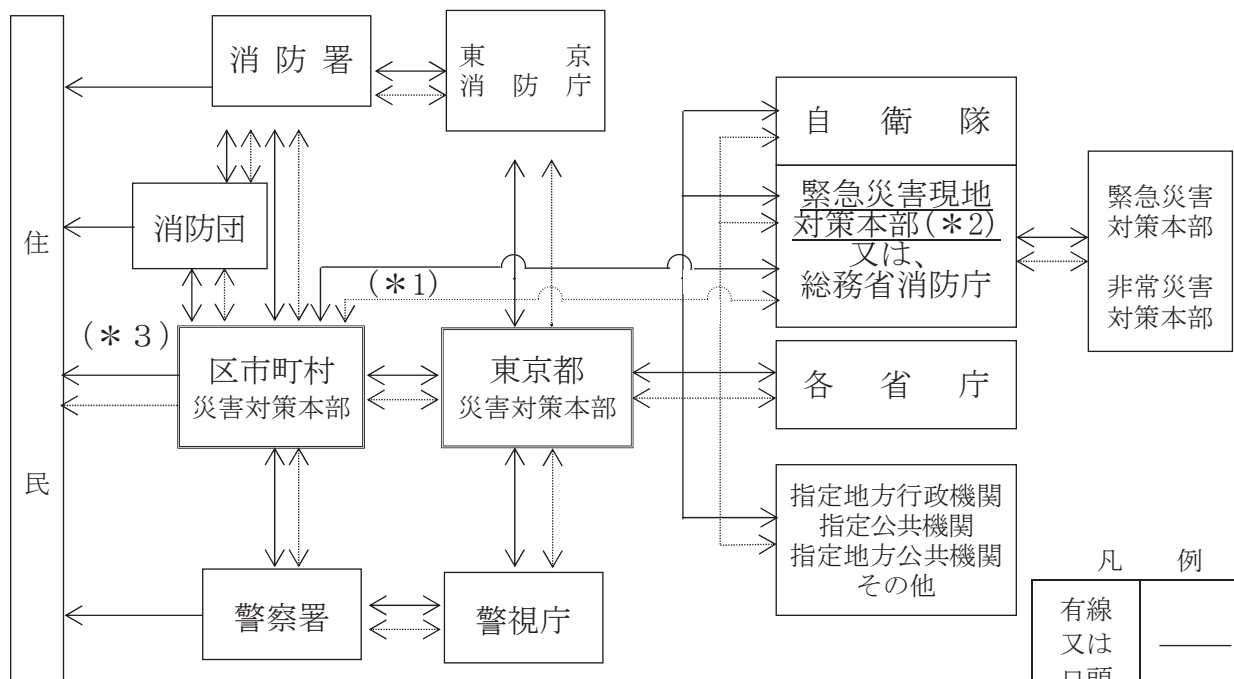 消防署
東京
消防庁
自衛隊
緊急災害現地
対策本部(*2)
又は、
総務省消防庁
緊急災害
対策本部
非常災害
対策本部
住民
消防団
(*1)
(*3)
区市町村
災害対策本部
東京都
災害対策本部
各省庁
指定地方行政機関
指定公共機関
指定地方公共機関
その他
警察署
警視庁
凡例
有線
又は
口頭